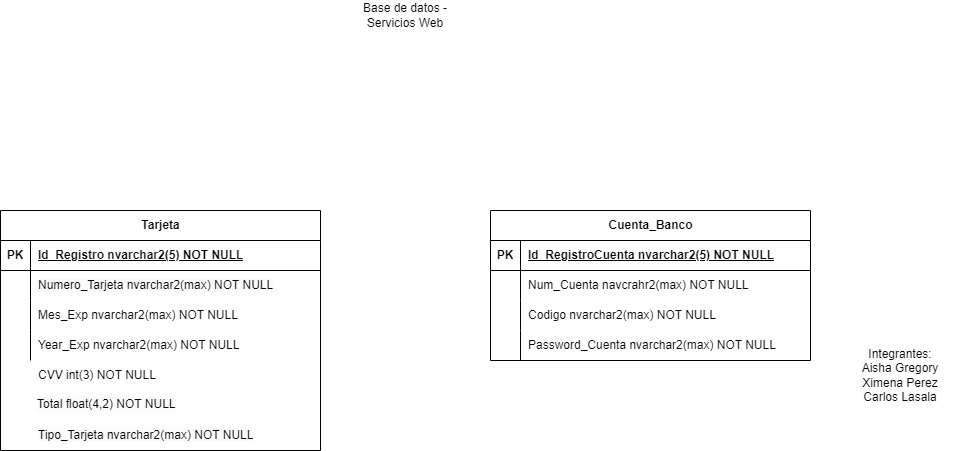 Base de datos -
Servicios Web
Tarjeta
PK Id_Registro nvarchar2(5) NOT NULL
Numero_Tarjeta nvarchar2(max) NOT NULL
Mes_Exp nvarchar2(max) NOT NULL
Year_Exp nvarchar2(max) NOT NULL
CVV int(3) NOT NULL
Total float(4,2) NOT NULL
Tipo_Tarjeta nvarchar2(max) NOT NULL
Cuenta_Banco
PK Id_RegistroCuenta nvarchar2(5) NOT NULL
Num_Cuenta navcrahr2(max) NOT NULL
Codigo nvarchar2(max) NOT NULL
Password_Cuenta nvarchar2(max) NOT NULL
Integrantes:
Aisha Gregory
Ximena Perez
Carlos Lasala